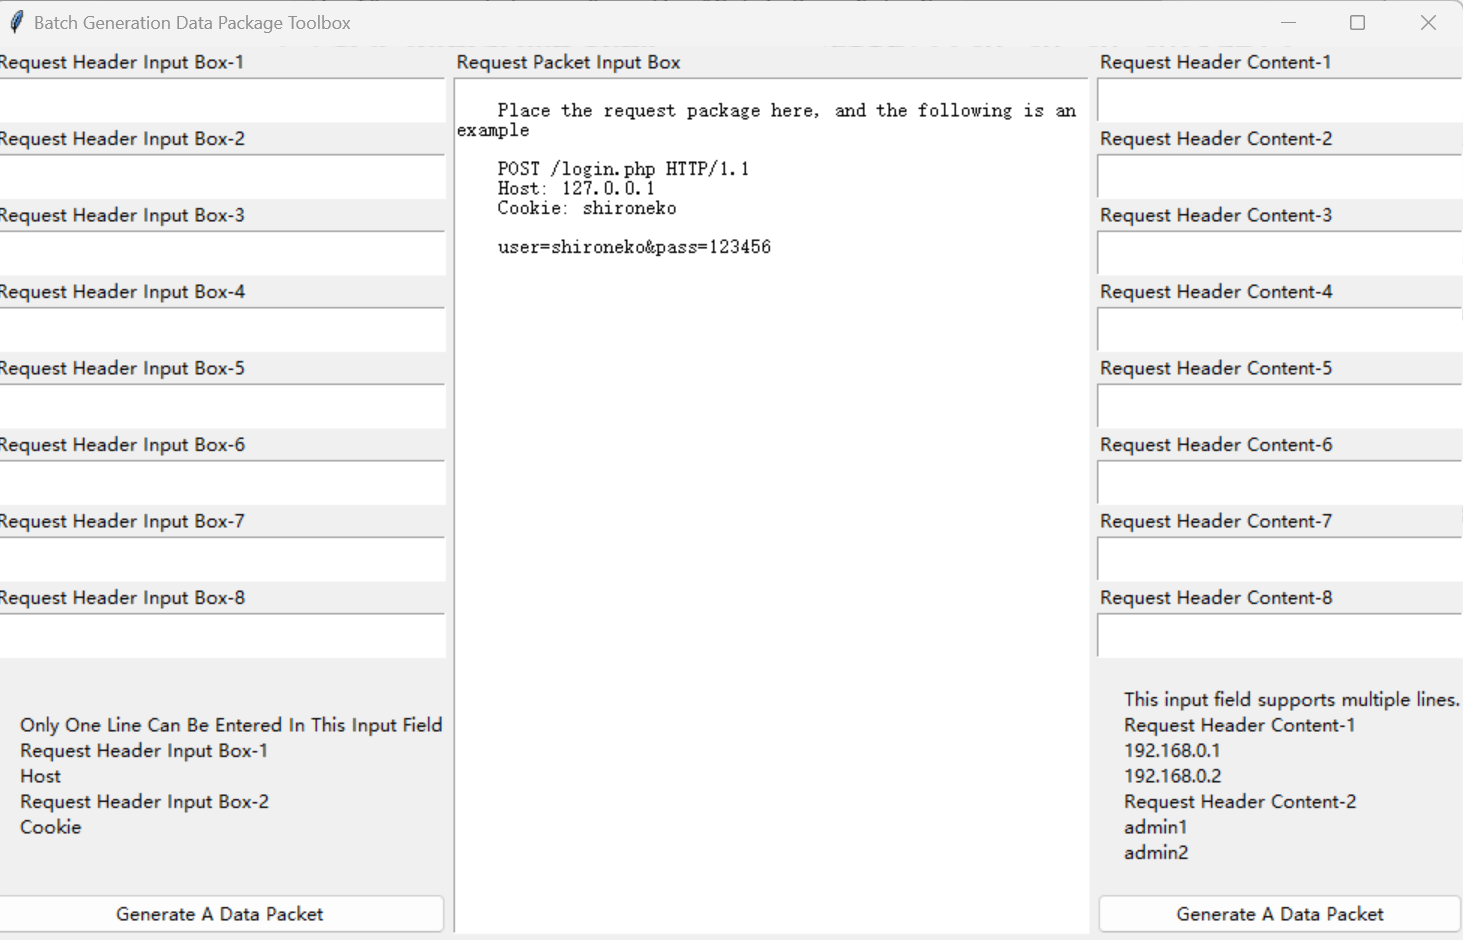 Batch Generation Data Package Toolbox
Request Header Input Box-1
Request Header Input Box-2
Request Header Input Box-3
Request Header Input Box-4
Request Header Input Box-5
Request Header Input Box-6
Request Header Input Box-7
Request Header Input Box-8
Only One Line Can Be Entered In This Input Field
Request Header Input Box-1
Host
Request Header Input Box-2
Cookie
Generate A Data Packet
Request Packet Input Box
Place the request package here, and the following is an
example
POST /login.php HTTP/1.1
Host: 127.0.0.1
Cookie: shironeko
user=shironeko&pass=123456
Request Header Content-1
Request Header Content-2
Request Header Content-3
Request Header Content-4
Request Header Content-5
Request Header Content-6
Request Header Content-7
Request Header Content-8
This input field supports multiple lines.
Request Header Content-1
192.168.0.1
192.168.0.2
Request Header Content-2
admin1
admin2
Generate A Data Packet